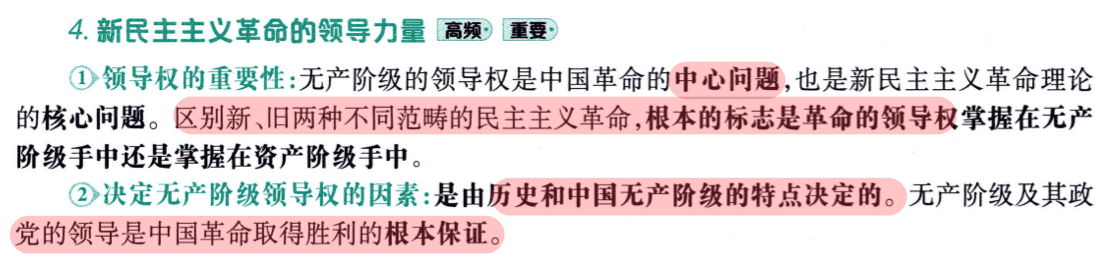 4. 新民主主义革命的领导力量 高频 重要
①领导权的重要性:无产阶级的领导权是中国革命的中心问题,也是新民主主义革命理论
的核心问题。区别新、旧两种不同范畴的民主主义革命,根本的标志是革命的领导权掌握在无产
阶级手中还是掌握在资产阶级手中。
②决定无产阶级领导权的因素:是由历史和中国无产阶级的特点决定的。无产阶级及其政
党的领导是中国革命取得胜利的根本保证。